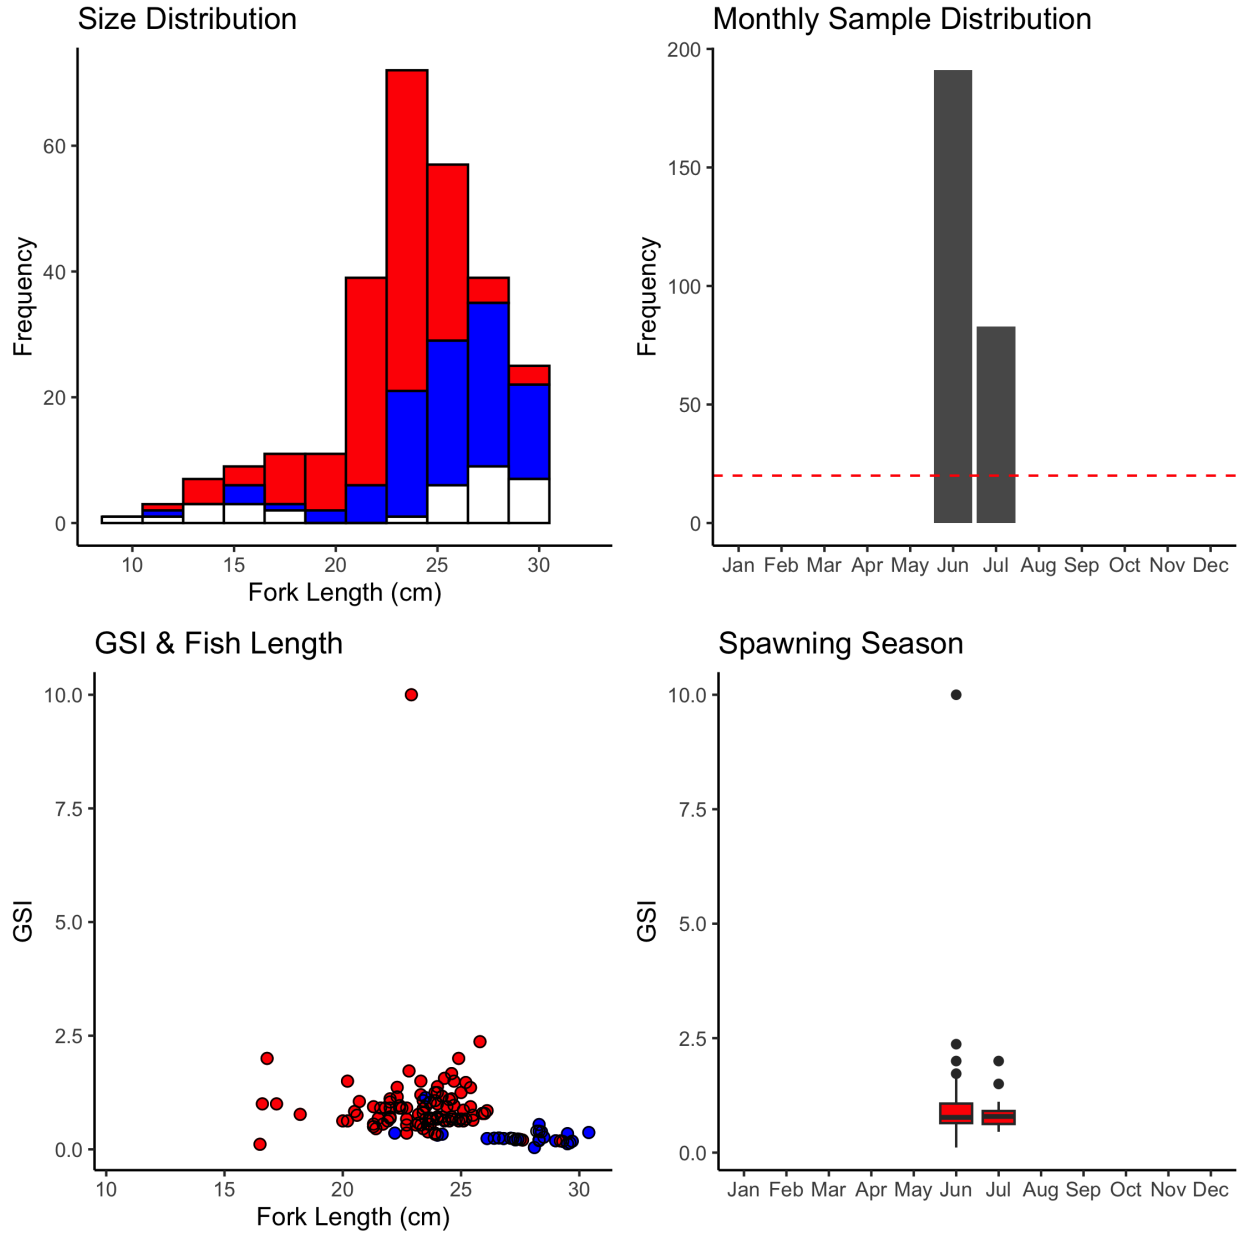 Size Distribution
60
40
20
0
Frequency
10 15 20 25 30
Fork Length (cm)
Monthly Sample Distribution
200
150
100
50
0
Frequency
Jan Feb Mar Apr May Jun Jul Aug Sep Oct Nov Dec
GSI & Fish Length
10.0
7.5
5.0
2.5
0.0
GSI
10 15 20 25 30
Fork Length (cm)
Spawning Season
10.0
7.5
5.0
2.5
0.0
GSI
Jan Feb Mar Apr May Jun Jul Aug Sep Oct Nov Dec